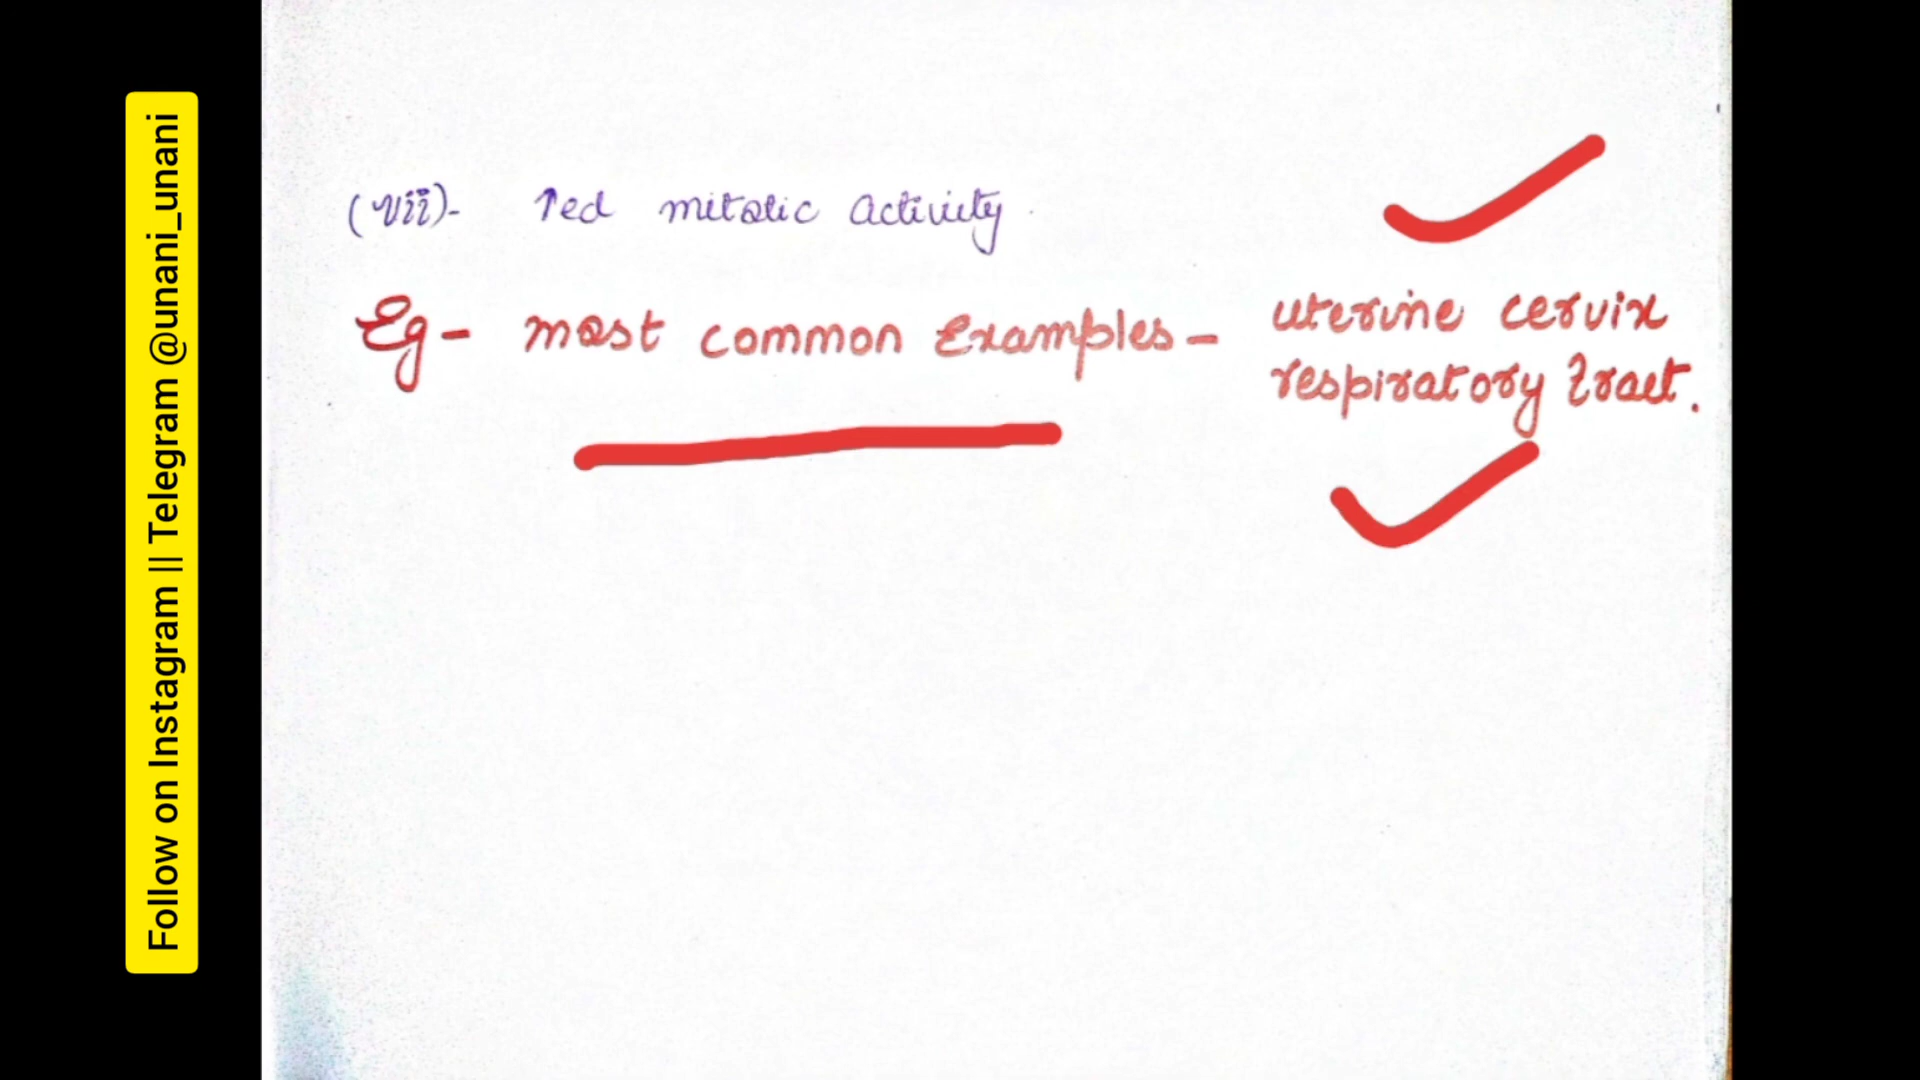 (vii)- ↑ed mitotic activity
Eg- most common Examples- uterine cervix
respiratory tract.
Follow on Instagram || Telegram @unani_unani